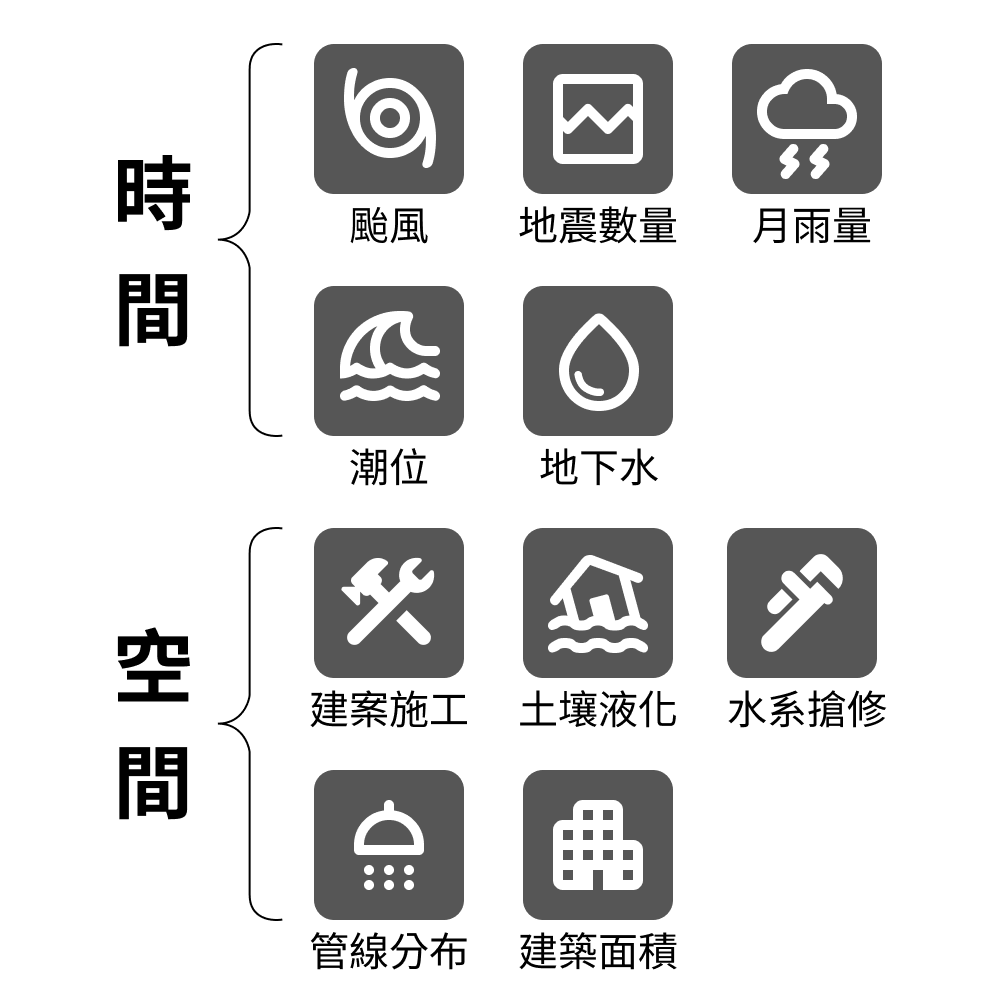 時間
颱風
地震數量
月雨量
潮位
地下水
空間
建案施工
土壤液化
水系搶修
管線分布
建築面積